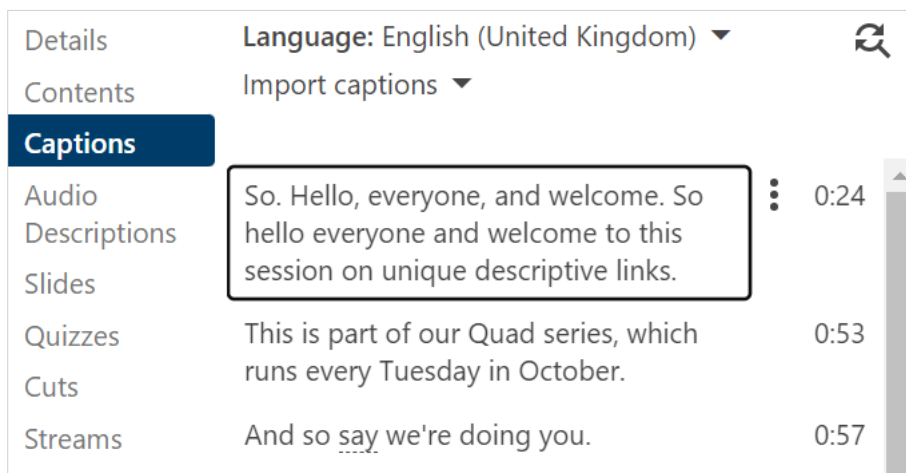 Details
Contents
Captions
Audio
Descriptions
Slides
Quizzes
Cuts
Streams
Language: English (United Kingdom)
Import captions
So. Hello, everyone, and welcome. So
hello everyone and welcome to this
session on unique descriptive links.
0:24
This is part of our Quad series, which
runs every Tuesday in October.
0:53
And so say we're doing you.
0:57